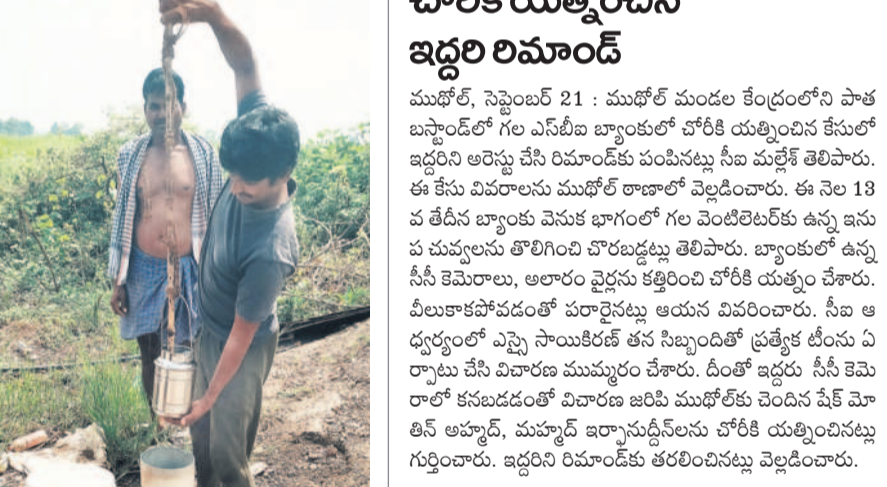 చోరికి యత్నించిన
ఇద్దరి రిమాండ్
ముథోల్, సెప్టెంబర్ 21 : ముథోల్ మండల కేంద్రంలోని పాత
బస్టాండ్‌లో గల ఎస్‌బీఐ బ్యాంకులో చోరీకి యత్నించిన కేసులో
ఇద్దరిని అరెస్టు చేసి రిమాండ్‌కు పంపినట్లు సీఐ మల్లేశ్ తెలిపారు.
ఈ కేసు వివరాలను ముథోల్ ఠాణాలో వెల్లడించారు. ఈ నెల 13
వ తేదీన బ్యాంకు వెనుక భాగంలో గల వెంటిలెటర్‌కు ఉన్న ఇను
ప చువ్వలను తొలిగించి చొరబడ్డట్లు తెలిపారు. బ్యాంకులో ఉన్న
సీసీ కెమెరాలు, అలారం వైర్లను కత్తిరించి చోరీకి యత్నం చేశారు.
వీలుకాకపోవడంతో పరారైనట్లు ఆయన వివరించారు. సీఐ ఆ
ధ్వర్యంలో ఎస్సై సాయికిరణ్ తన సిబ్బందితో ప్రత్యేక టీంను ఏ
ర్పాటు చేసి విచారణ ముమ్మరం చేశారు. దీంతో ఇద్దరు సీసీ కెమె
రాలో కనబడడంతో విచారణ జరిపి ముథోల్‌కు చెందిన షేక్ మో
తిన్ అహ్మద్, మహ్మద్ ఇర్ఫానుద్దీన్‌లను చోరీకి యత్నించినట్లు
గుర్తించారు. ఇద్దరిని రిమాండ్‌కు తరలించినట్లు వెల్లడించారు.